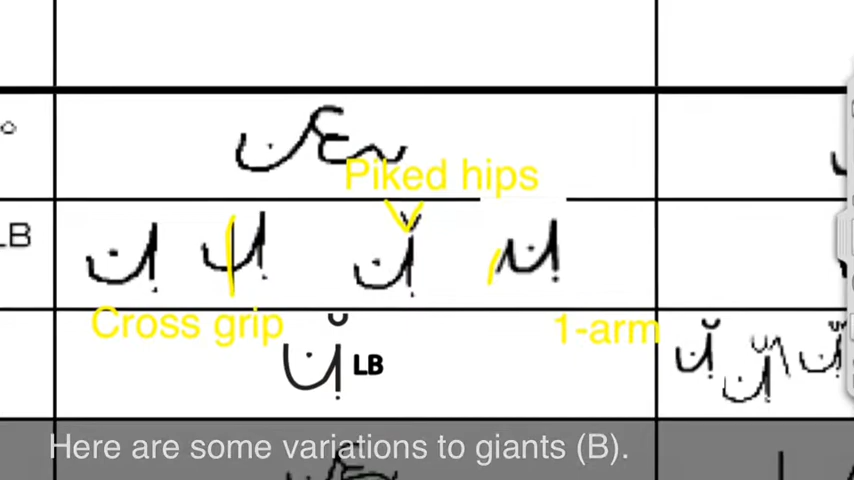 Piked hips
LB
Cross grip
1-arm
LB
Here are some variations to giants (B).